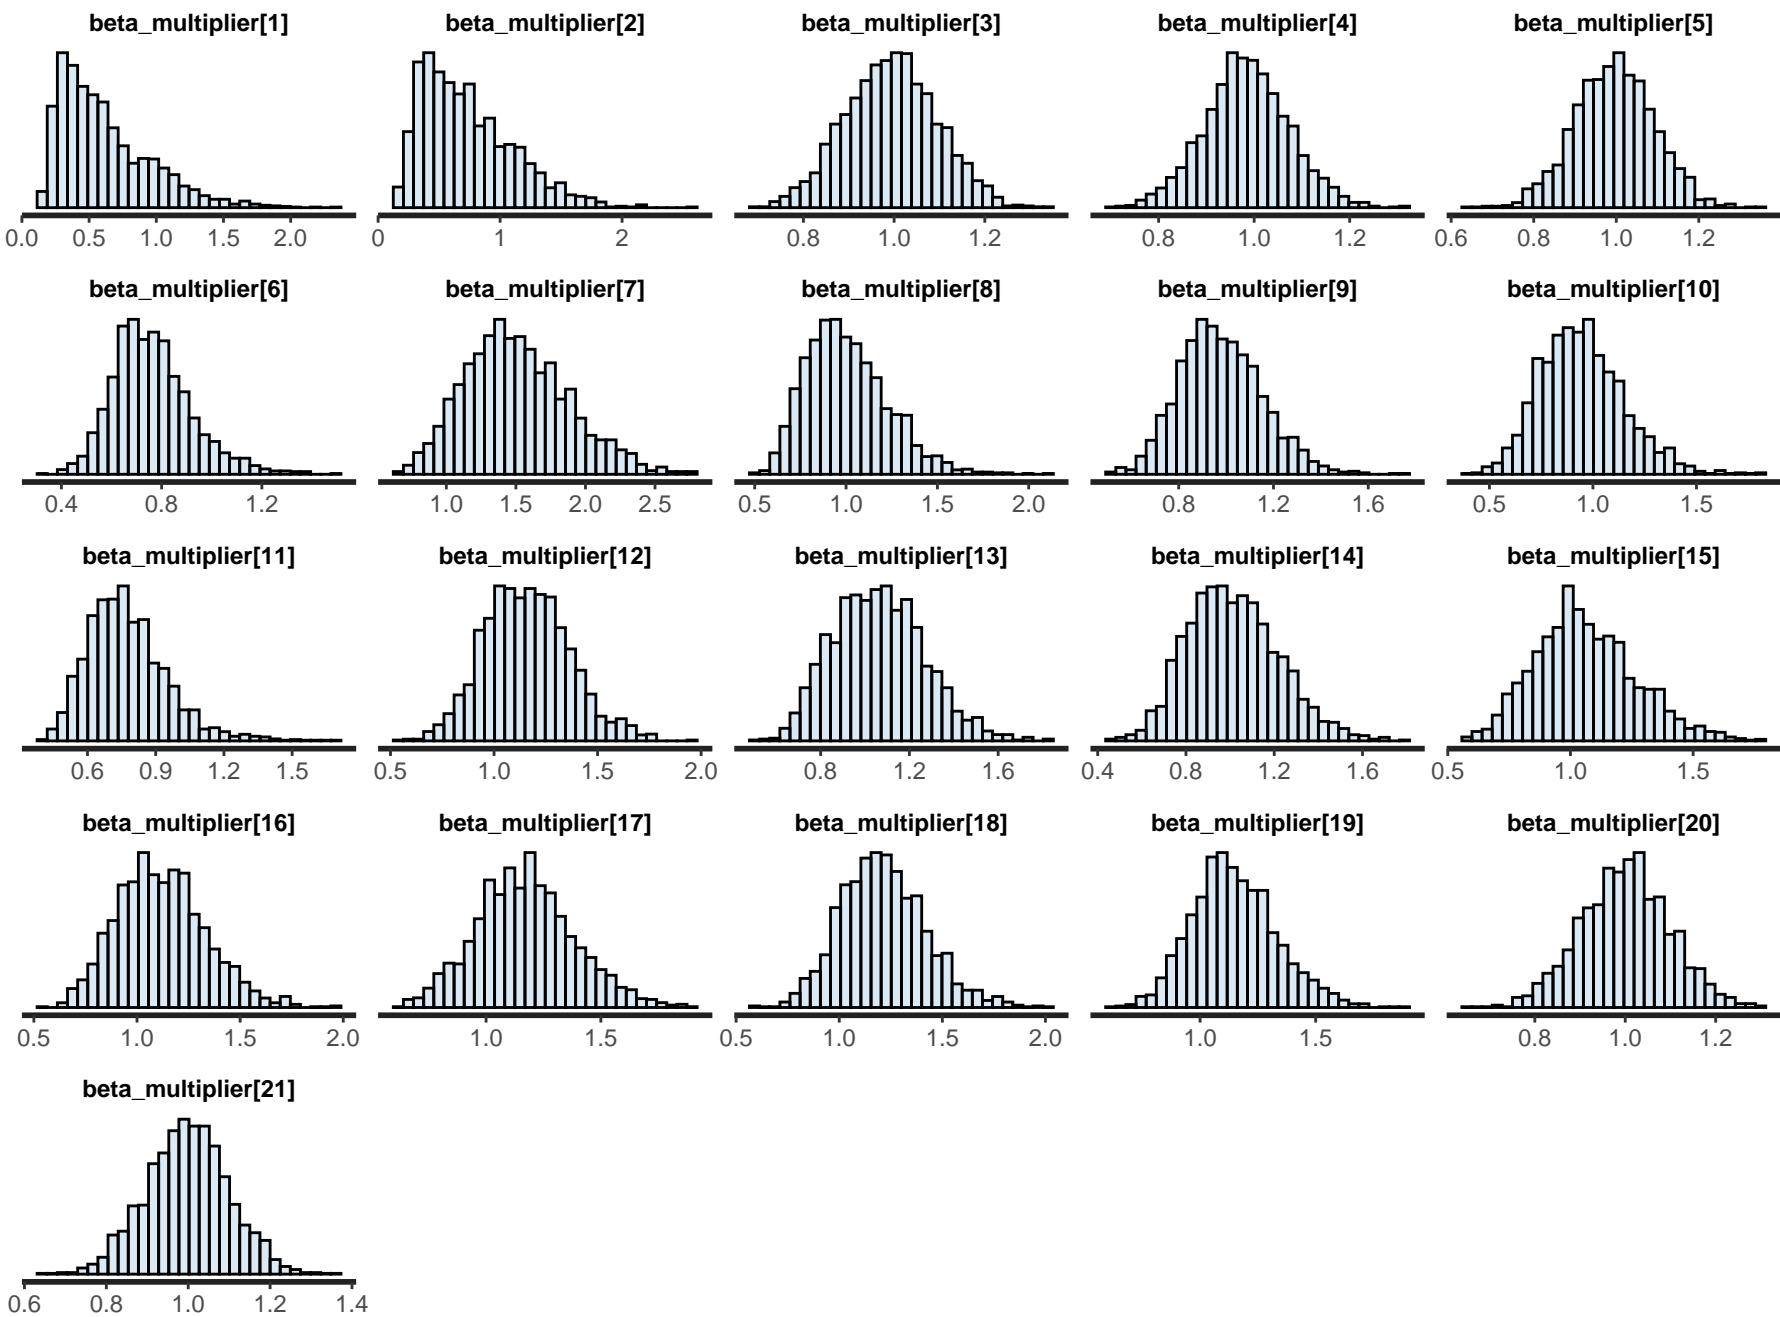 beta_multiplier[1] beta_multiplier[2] beta_multiplier[3] beta_multiplier[4] beta_multiplier[5]
0.0 0.5 1.0 1.5 2.0 0 1 2 0.8 1.0 1.2 0.8 1.0 1.2 0.6 0.8 1.0 1.2
beta_multiplier[6] beta_multiplier[7] beta_multiplier[8] beta_multiplier[9] beta_multiplier[10]
0.4 0.8 1.2 1.0 1.5 2.0 2.5 0.5 1.0 1.5 2.0 0.8 1.2 1.6 0.5 1.0 1.5
beta_multiplier[11] beta_multiplier[12] beta_multiplier[13] beta_multiplier[14] beta_multiplier[15]
0.6 0.9 1.2 1.5 0.5 1.0 1.5 2.0 0.8 1.2 1.6 0.4 0.8 1.2 1.6 0.5 1.0 1.5
beta_multiplier[16] beta_multiplier[17] beta_multiplier[18] beta_multiplier[19] beta_multiplier[20]
0.5 1.0 1.5 2.0 1.0 1.5 0.5 1.0 1.5 2.0 1.0 1.5 0.8 1.0 1.2
beta_multiplier[21]
0.6 0.8 1.0 1.2 1.4